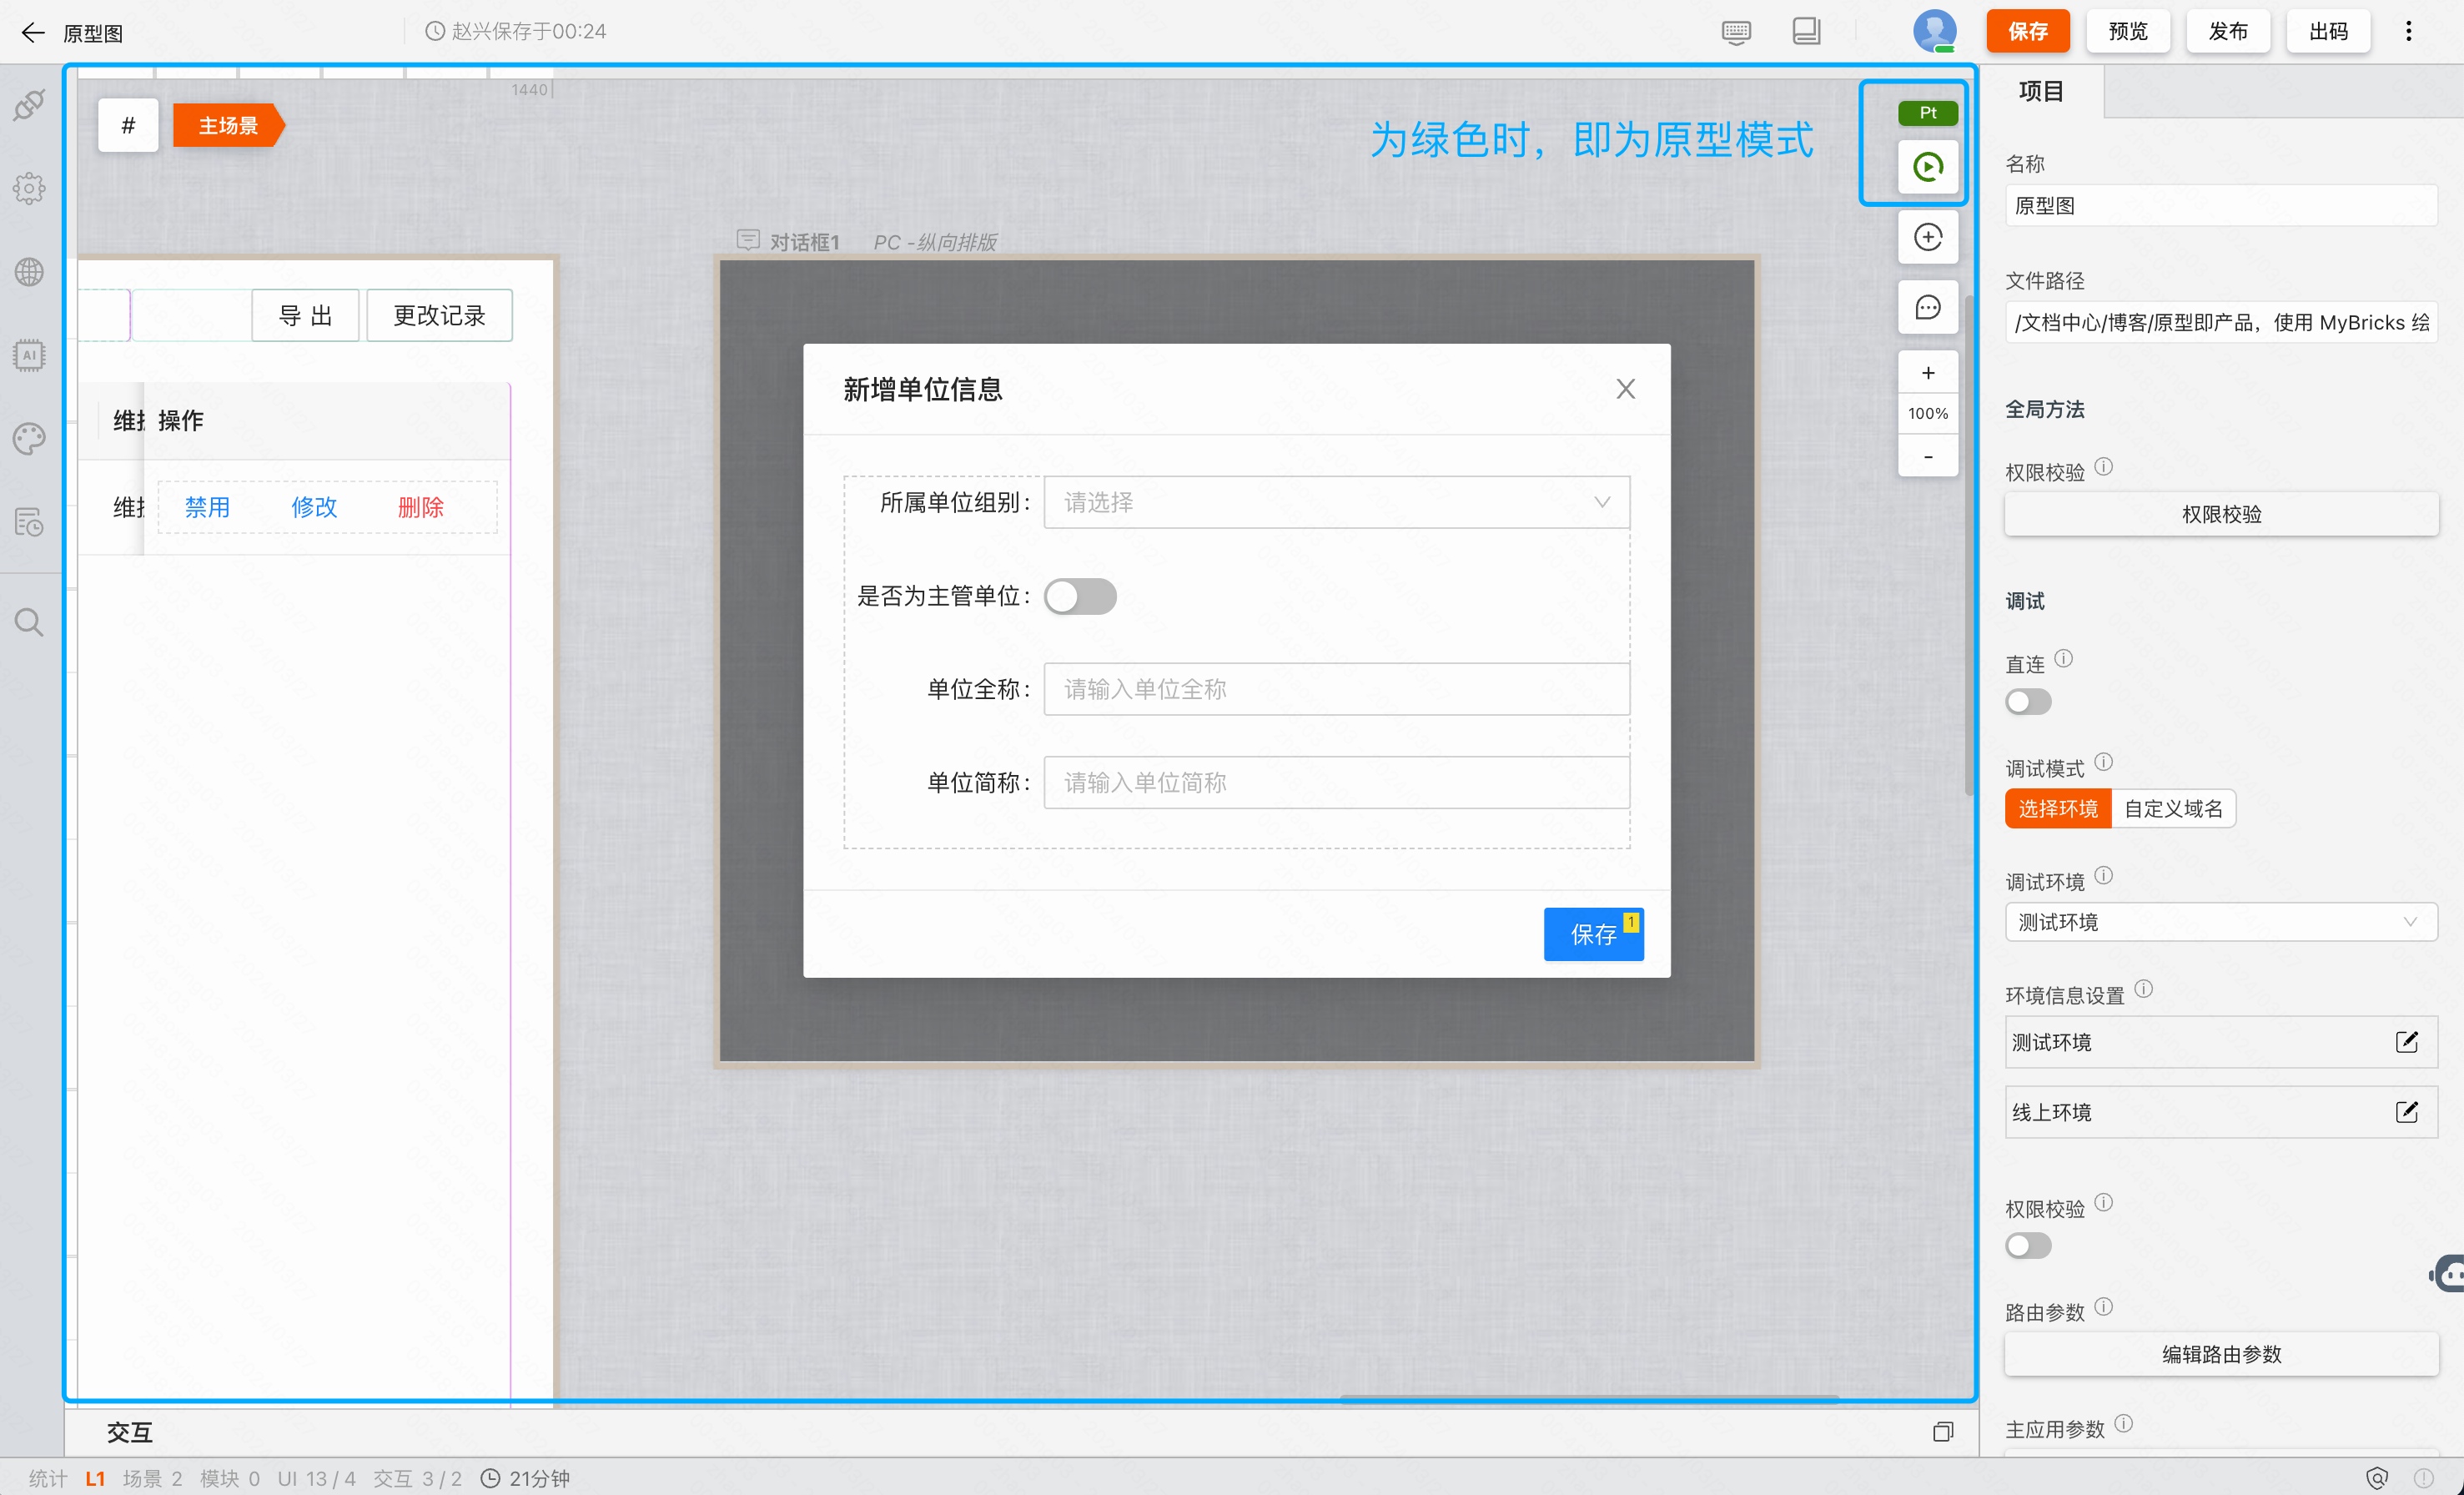 原型图
赵兴保存于00:24
保存
预览
发布
出码
1440
#
主场景
为绿色时，即为原型模式
Pt
100%
+
-
对话框1
PC -纵向排版
导 出
更改记录
操作
禁用
修改
删除
新增单位信息
所属单位组别 :
请选择
是否为主管单位 :
单位全称 :
请输入单位全称
单位简称 :
请输入单位简称
保存
1
AI
项目
名称
原型图
文件路径
/文档中心/博客/原型即产品，使用 MyBricks 绘
全局方法
权限校验
权限校验
调试
直连
调试模式
选择环境
自定义域名
调试环境
测试环境
环境信息设置
测试环境
线上环境
权限校验
路由参数
编辑路由参数
主应用参数
交互
统计 L1 场景 2 模块 0 UI 13 / 4 交互 3 / 2 21分钟